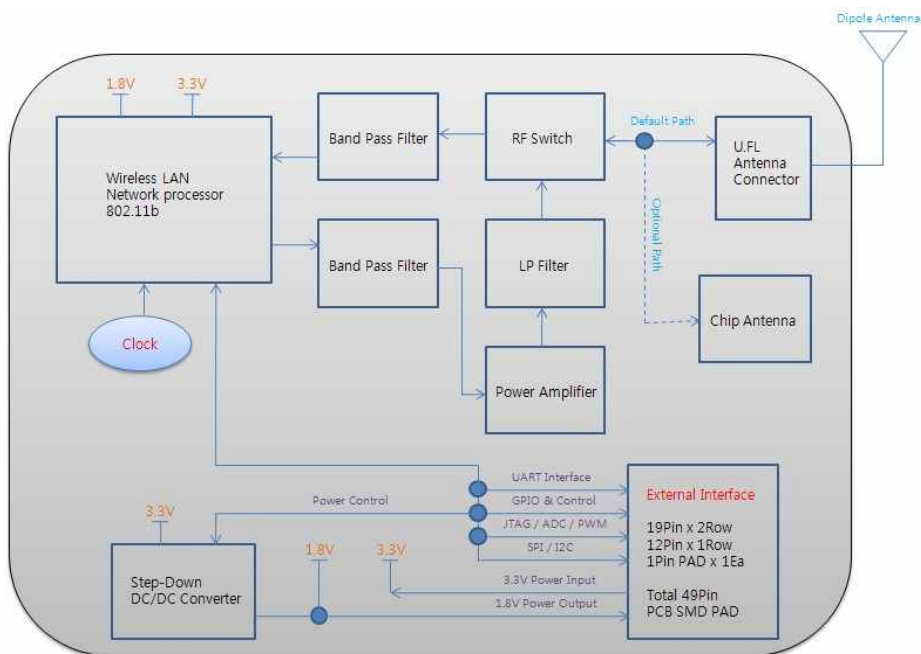 Dipole Antenna
1.8V
3.3V
Wireless LAN
Network processor
802.11b
Band Pass Filter
RF Switch
Default Path
U.FL
Antenna
Connector
Optional Path
Band Pass Filter
LP Filter
Chip Antenna
Clock
Power Amplifier
Power Control
UART Interface
GPIO & Control
JTAG / ADC / PWM
SPI / I2C
3.3V Power Input
1.8V Power Output
External Interface
19Pin x 2Row
12Pin x 1Row
1Pin PAD x 1Ea
Total 49Pin
PCB SMD PAD
3.3V
1.8V
3.3V
Step-Down
DC/DC Converter